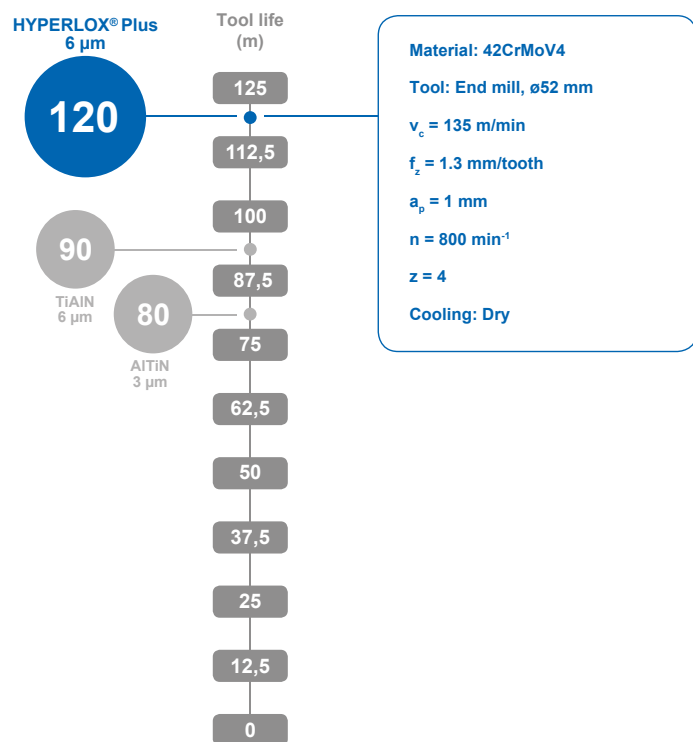 HYPERLOX® Plus
6 µm
120
Tool life
(m)
125
112,5
100
87,5
75
62,5
50
37,5
25
12,5
0
90
TiAlN
6 µm
80
AlTiN
3 µm
Material: 42CrMoV4
Tool: End mill, ø52 mm
vc = 135 m/min
fz = 1.3 mm/tooth
ap = 1 mm
n = 800 min-1
z = 4
Cooling: Dry